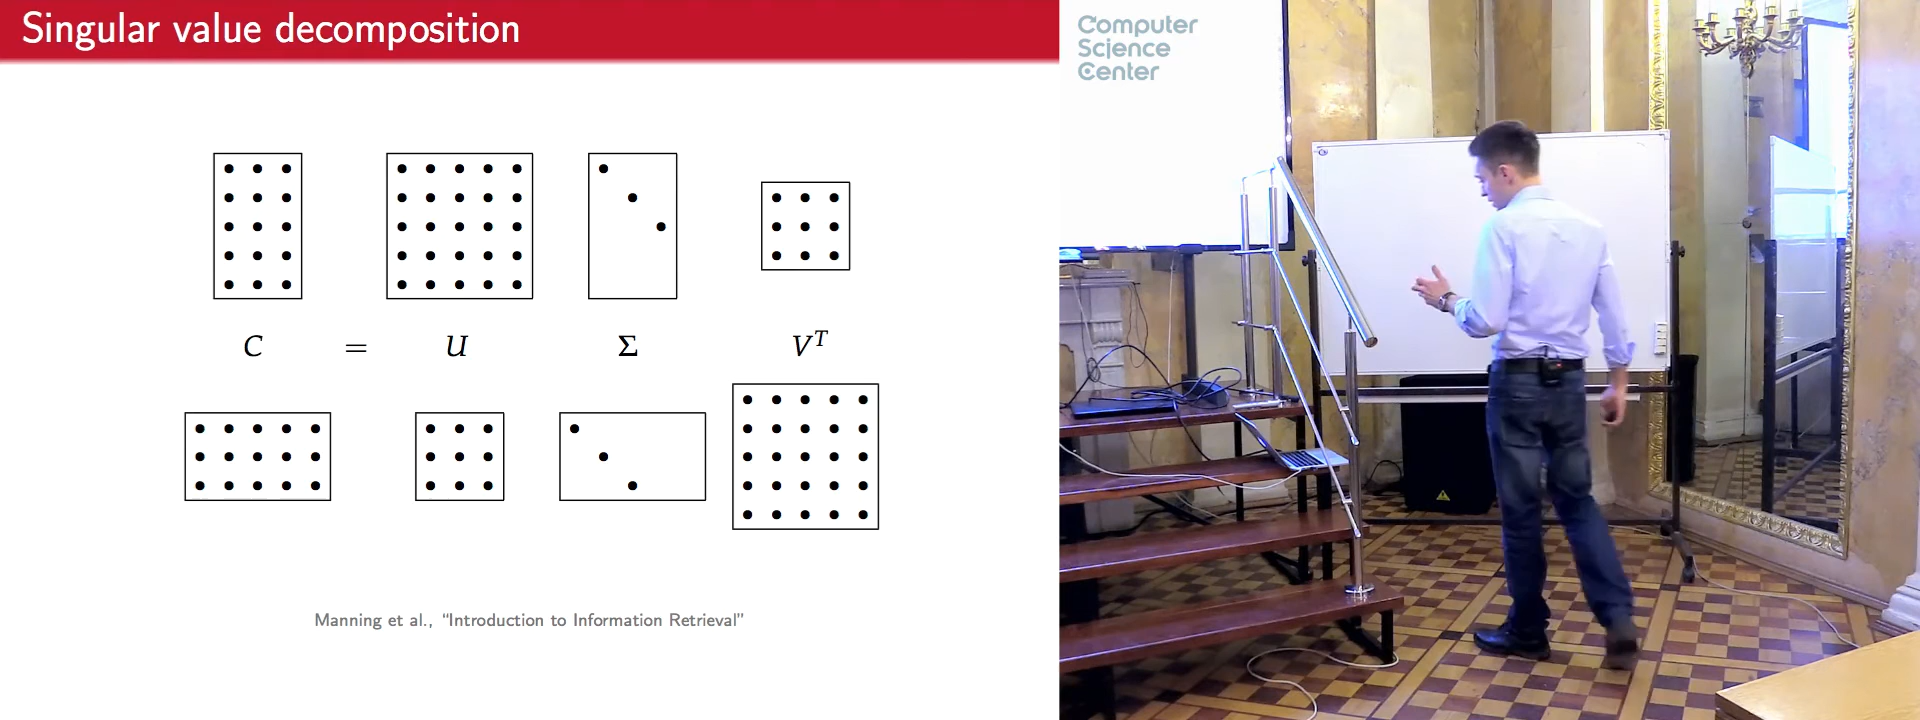 Singular value decomposition
C = U Σ V^T
Manning et al., “Introduction to Information Retrieval”
Computer
Science
Center